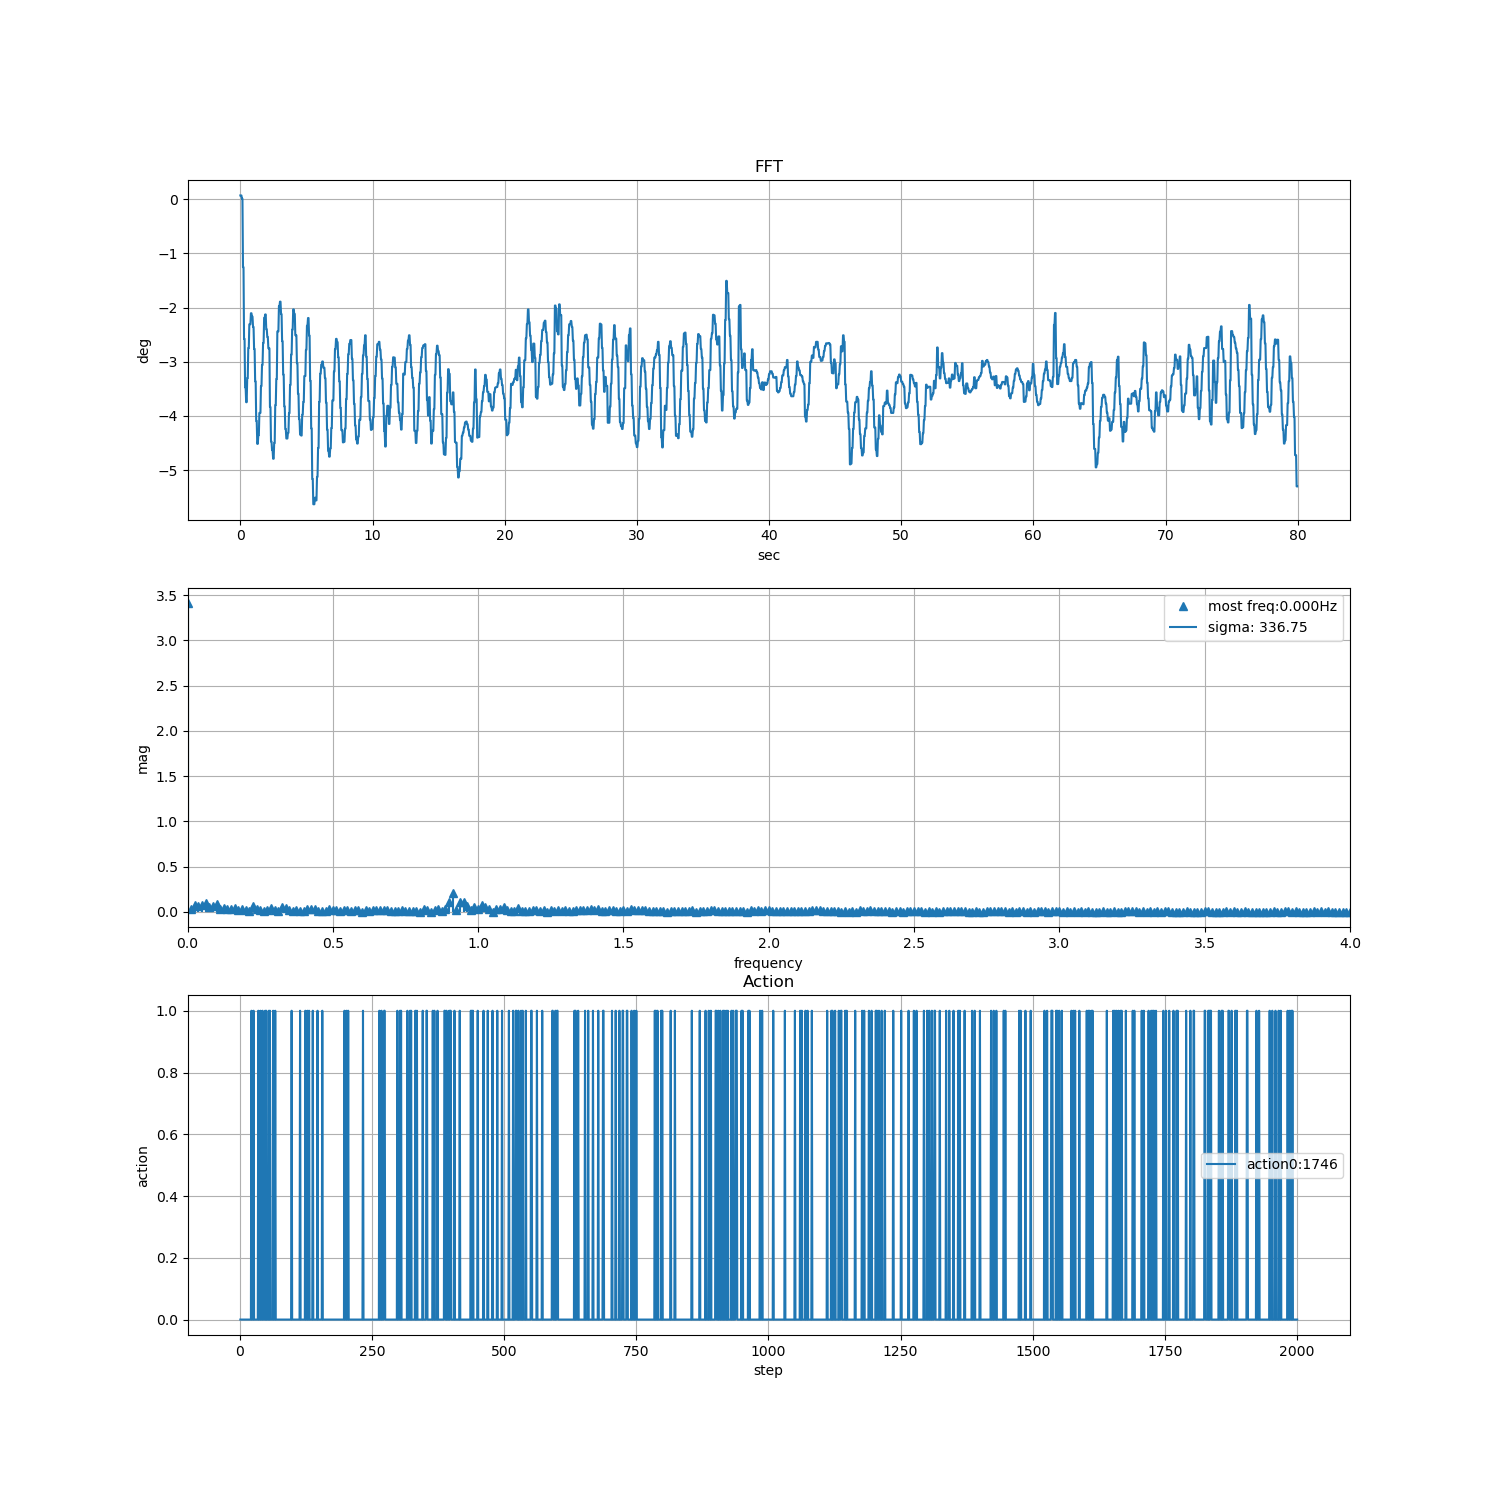 FFT
0
−1
−2
−3
−4
−5
deg
0 10 20 30 40 50 60 70 80
sec
3.5
3.0
2.5
2.0
1.5
1.0
0.5
0.0
mag
most freq:0.000Hz
sigma: 336.75
0.0 0.5 1.0 1.5 2.0 2.5 3.0 3.5 4.0
frequency
Action
1.0
0.8
0.6
0.4
0.2
0.0
action
action0:1746
0 250 500 750 1000 1250 1500 1750 2000
step